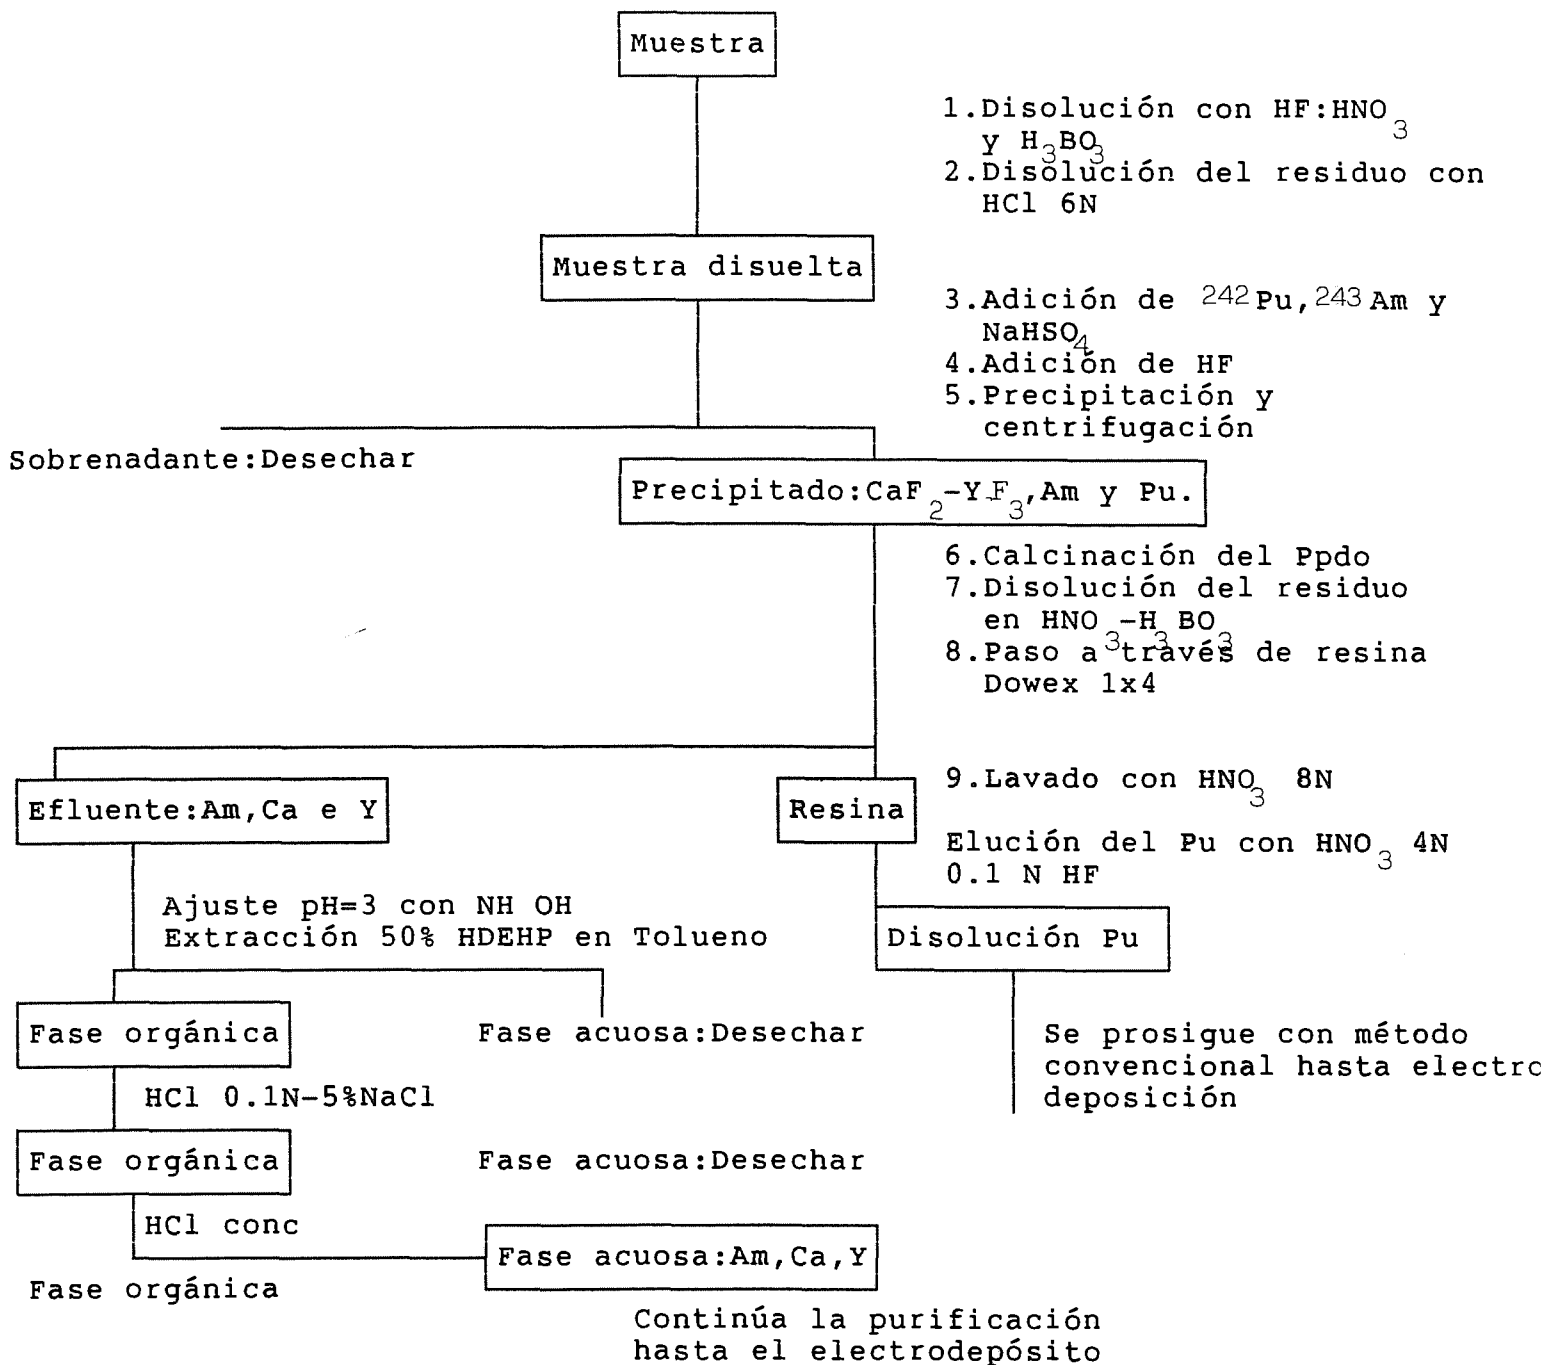 Muestra
1.Disolución con HF:HNO3
y H3BO3
2.Disolución del residuo con
HCl 6N
Muestra disuelta
3.Adición de 242Pu,243Am y
NaHSO4
4.Adición de HF
5.Precipitación y
centrifugación
Sobrenadante:Desechar
Precipitado:CaF2-YF3,Am y Pu.
6.Calcinación del Ppdo
7.Disolución del residuo
en HNO3-H3BO3
8.Paso a través de resina
Dowex 1x4
Efluente:Am,Ca e Y
Resina
9.Lavado con HNO3 8N
Elución del Pu con HNO3 4N
0.1 N HF
Ajuste pH=3 con NH OH
Extracción 50% HDEHP en Tolueno
Disolución Pu
Fase orgánica
Fase acuosa:Desechar
Se prosigue con método
convencional hasta electro
deposición
HCl 0.1N-5%NaCl
Fase orgánica
Fase acuosa:Desechar
HCl conc
Fase acuosa:Am,Ca,Y
Fase orgánica
Continúa la purificación
hasta el electrodepósito